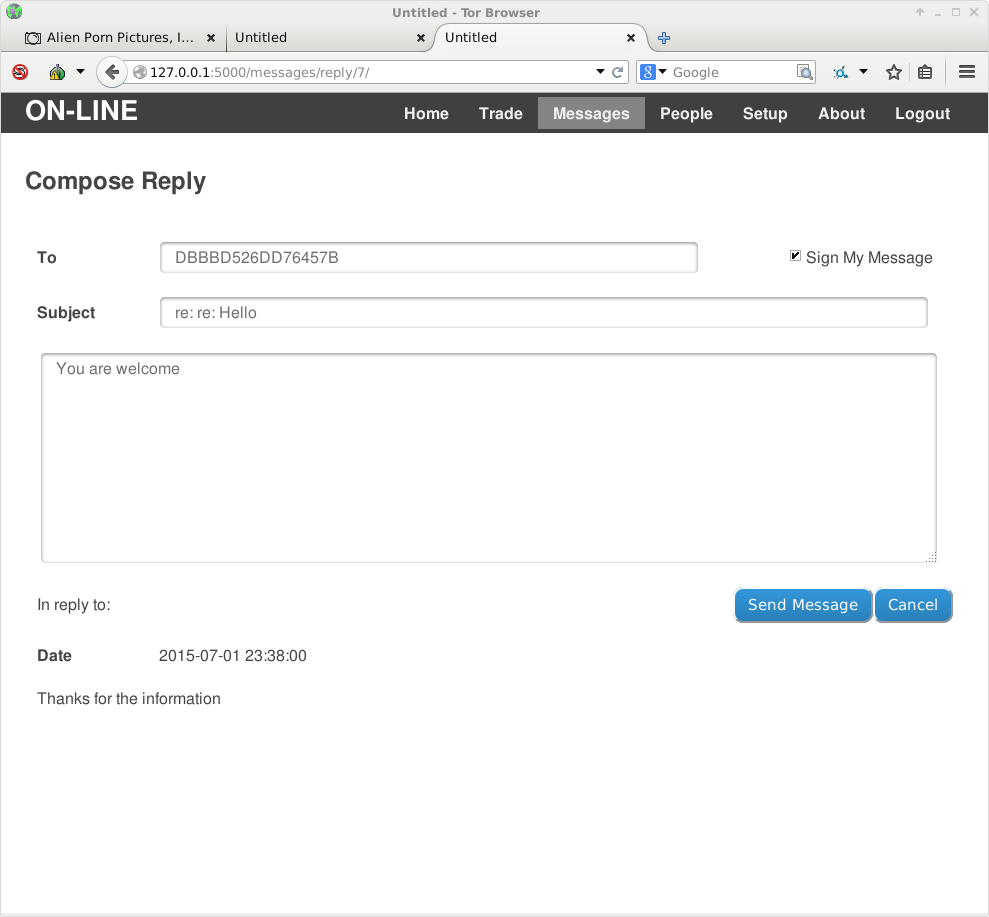 Untitled - Tor Browser
Alien Porn Pictures, I... Untitled Untitled
127.0.0.1:5000/messages/reply/7/ 8 Google
ON-LINE Home Trade Messages People Setup About Logout
Compose Reply
To DBBBD526DD76457B Sign My Message
Subject re: re: Hello
You are welcome
In reply to: Send Message Cancel
Date 2015-07-01 23:38:00
Thanks for the information